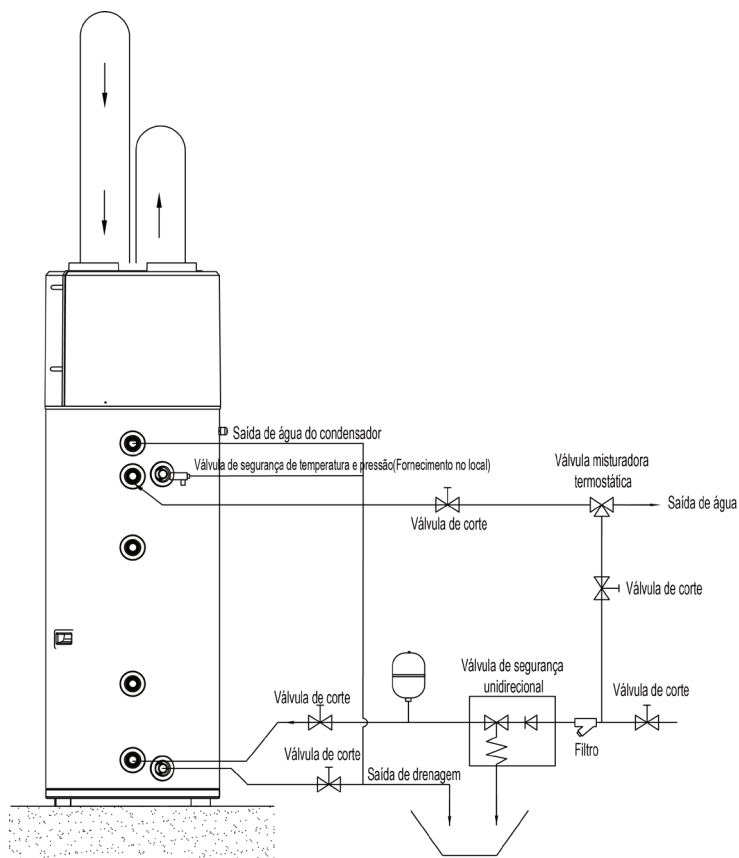 Saída de água do condensador
Válvula de segurança de temperatura e pressão(Fornecimento no local)
Válvula misturadora
termostática
Saída de água
Válvula de corte
Válvula de corte
Válvula de segurança
unidirecional
Válvula de corte
Válvula de corte
Filtro
Válvula de corte
Saída de drenagem